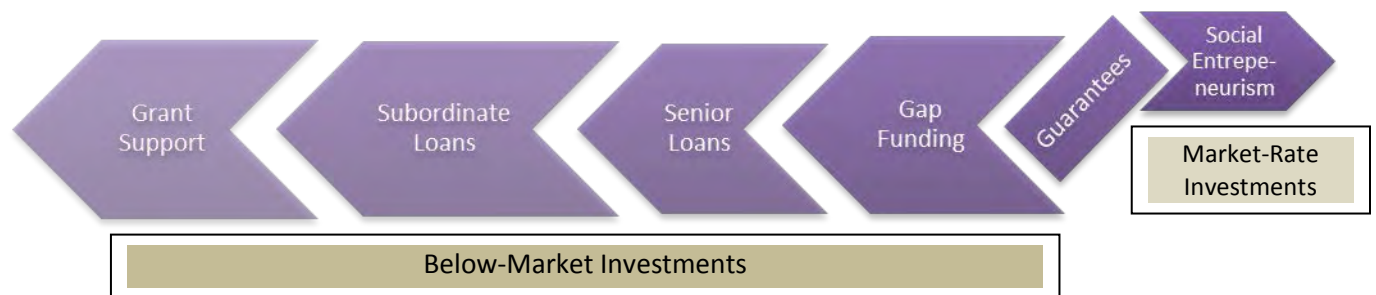 Grant
Support
Subordinate
Loans
Senior
Loans
Gap
Funding
Guarantees
Social
Entrepe-
neurism
Market-Rate
Investments
Below-Market Investments